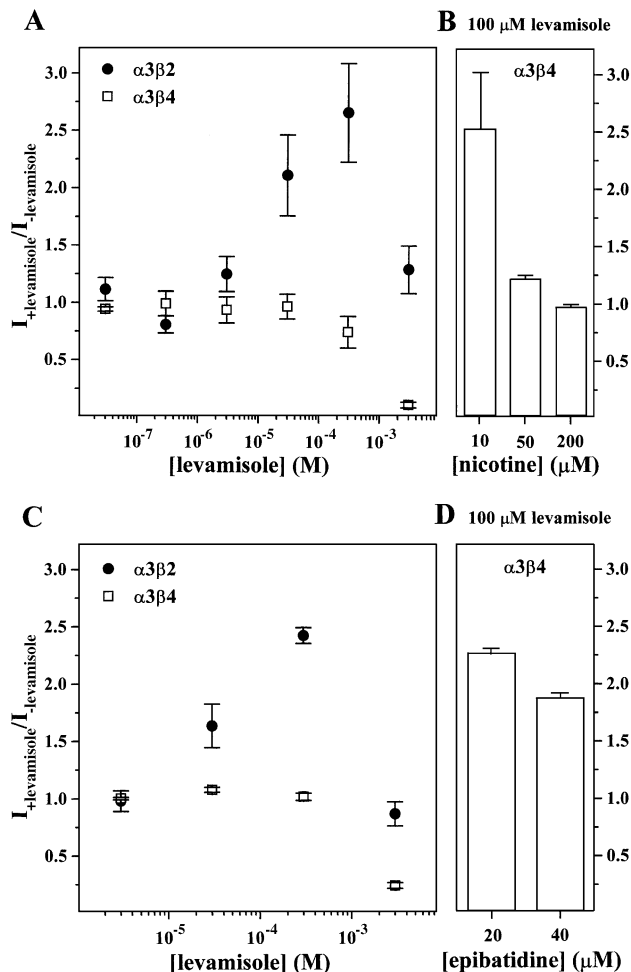 A
α3β2
α3β4
3.0
2.5
2.0
1.5
1.0
0.5
I+levamisole/I-levamisole
10-7
10-6
10-5
10-4
10-3
[levamisole] (M)
B 100 μM levamisole
α3β4
3.0
2.5
2.0
1.5
1.0
0.5
10 50 200
[nicotine] (μM)
C
α3β2
α3β4
3.0
2.5
2.0
1.5
1.0
0.5
I+levamisole/I-levamisole
10-5
10-4
10-3
[levamisole] (M)
D 100 μM levamisole
α3β4
3.0
2.5
2.0
1.5
1.0
0.5
20 40
[epibatidine] (μM)